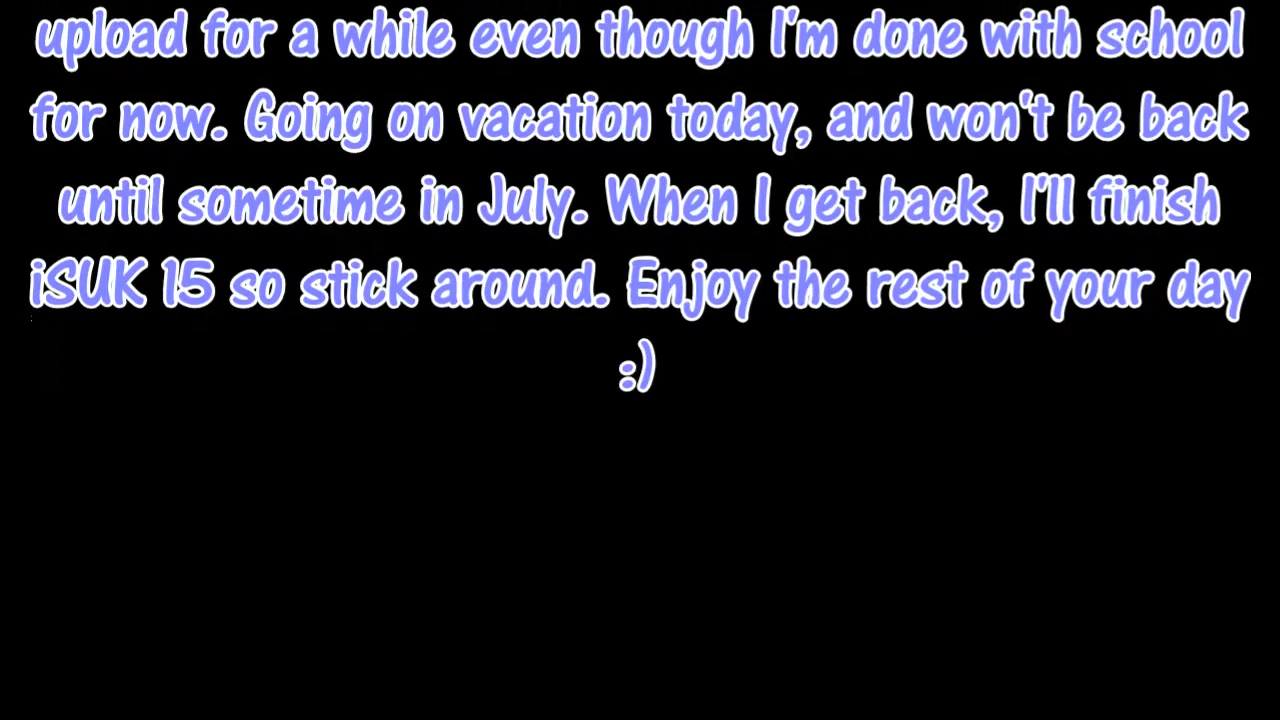 upload for a while even though I'm done with school
for now. Going on vacation today, and won't be back
until sometime in July. When I get back, I'll finish
iSUK 15 so stick around. Enjoy the rest of your day
:)